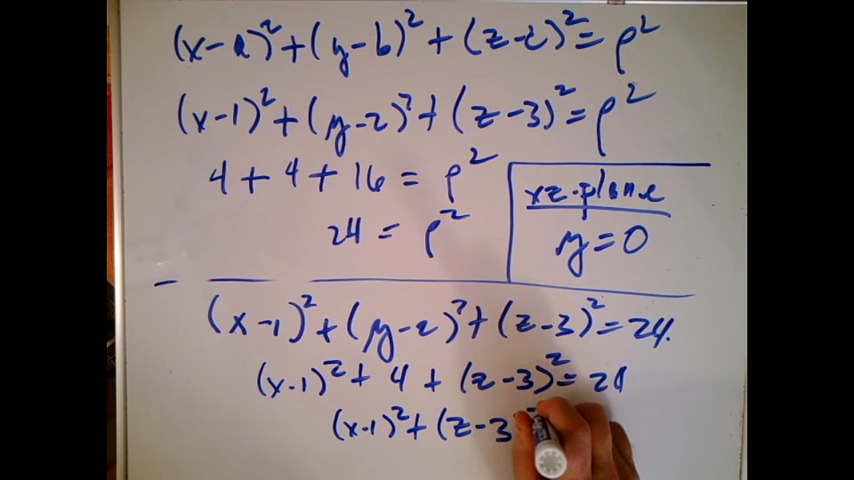 (x-a)²+(y-b)²+(z-c)²=ρ²
(x-1)²+(y-2)²+(z-3)²=ρ²
4+4+16=ρ²
24=ρ²
xz-plane
y=0
(x-1)²+(y-2)²+(z-3)²=24.
(x-1)²+4+(z-3)²=24
(x-1)²+(z-3